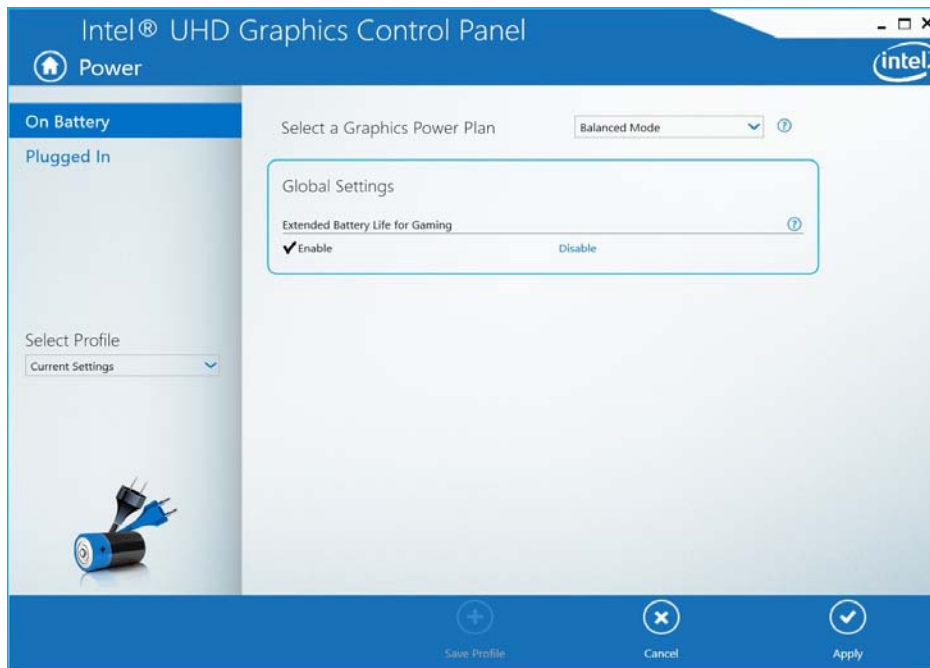 Intel® UHD Graphics Control Panel
Power
intel
On Battery
Plugged In
Select a Graphics Power Plan
Balanced Mode
?
Global Settings
Extended Battery Life for Gaming
?
Enable
Disable
Select Profile
Current Settings
Save Profile
Cancel
Apply